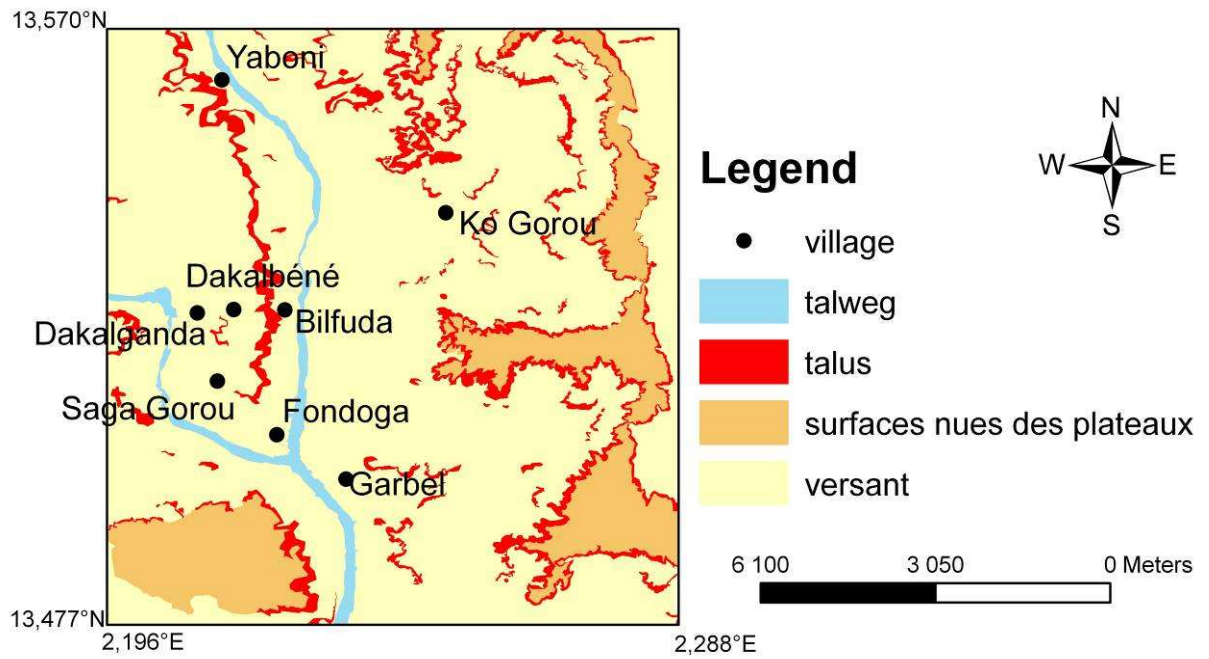 13,570°N
Yaboni
Ko Gorou
Dakalbéné
Dakalganda
Bilfuda
Saga Gorou
Fondoga
Garbel
13,477°N
2,196°E
2,288°E
N
W
E
S
Legend
village
talweg
talus
surfaces nues des plateaux
versant
6 100 3 050 0 Meters